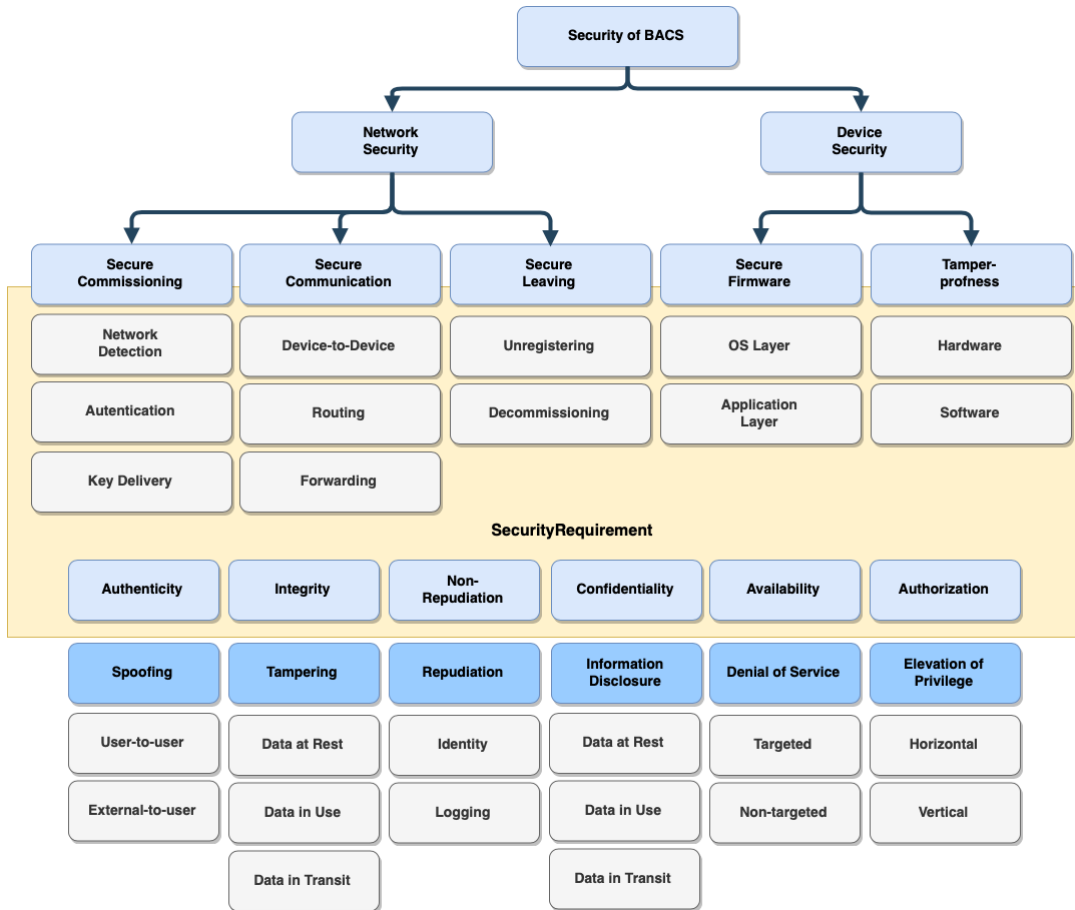 Security of BACS
Network
Security
Device
Security
Secure
Commissioning
Secure
Communication
Secure
Leaving
Secure
Firmware
Tamper-
profness
Network
Detection
Device-to-Device
Unregistering
OS Layer
Hardware
Autentication
Routing
Decommissioning
Application
Layer
Software
Key Delivery
Forwarding
SecurityRequirement
Authenticity
Integrity
Non-
Repudiation
Confidentiality
Availability
Authorization
Spoofing
Tampering
Repudiation
Information
Disclosure
Denial of Service
Elevation of
Privilege
User-to-user
Data at Rest
Identity
Data at Rest
Targeted
Horizontal
External-to-user
Data in Use
Logging
Data in Use
Non-targeted
Vertical
Data in Transit
Data in Transit